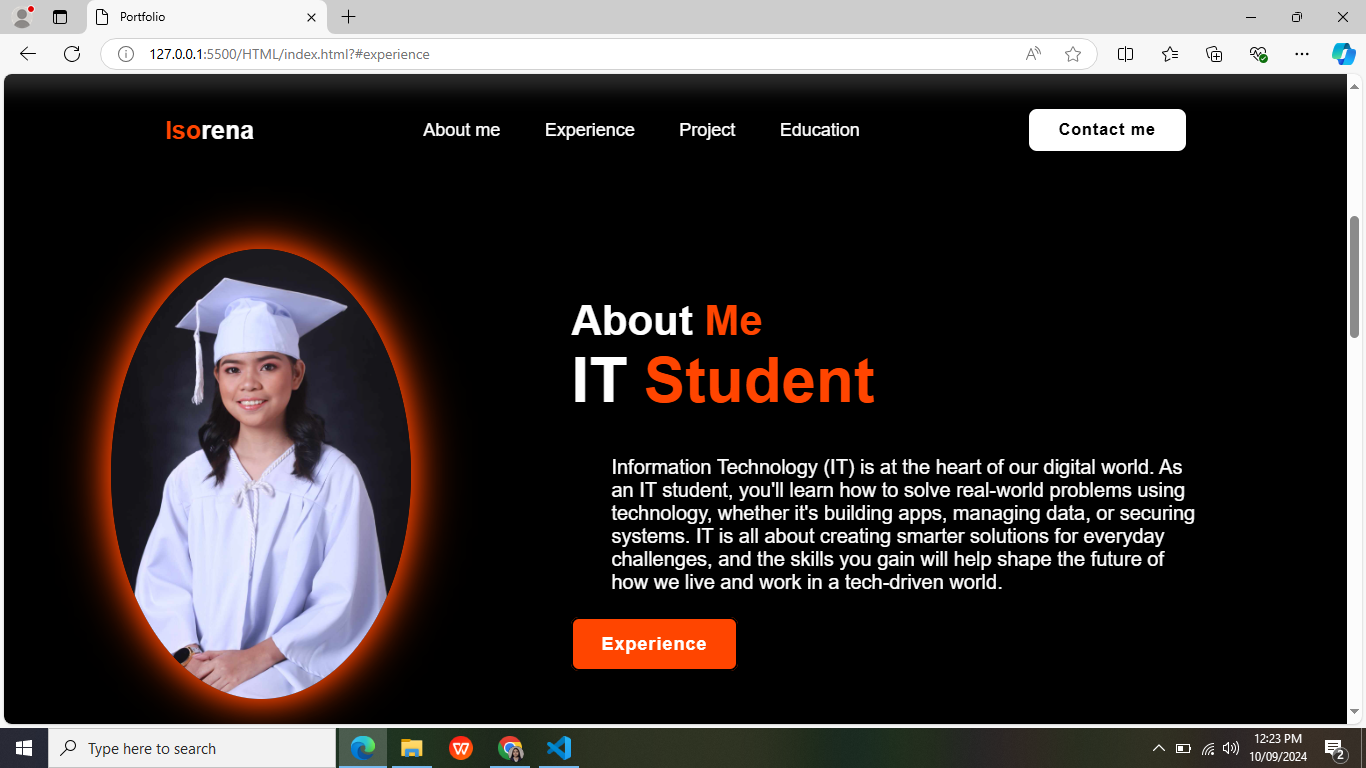 Portfolio
127.0.0.1:5500/HTML/index.html?#experience
Isorena
About me
Experience
Project
Education
Contact me
About Me
IT Student
Information Technology (IT) is at the heart of our digital world. As
an IT student, you'll learn how to solve real-world problems using
technology, whether it's building apps, managing data, or securing
systems. IT is all about creating smarter solutions for everyday
challenges, and the skills you gain will help shape the future of
how we live and work in a tech-driven world.
Experience
Type here to search
12:23 PM
10/09/2024
2